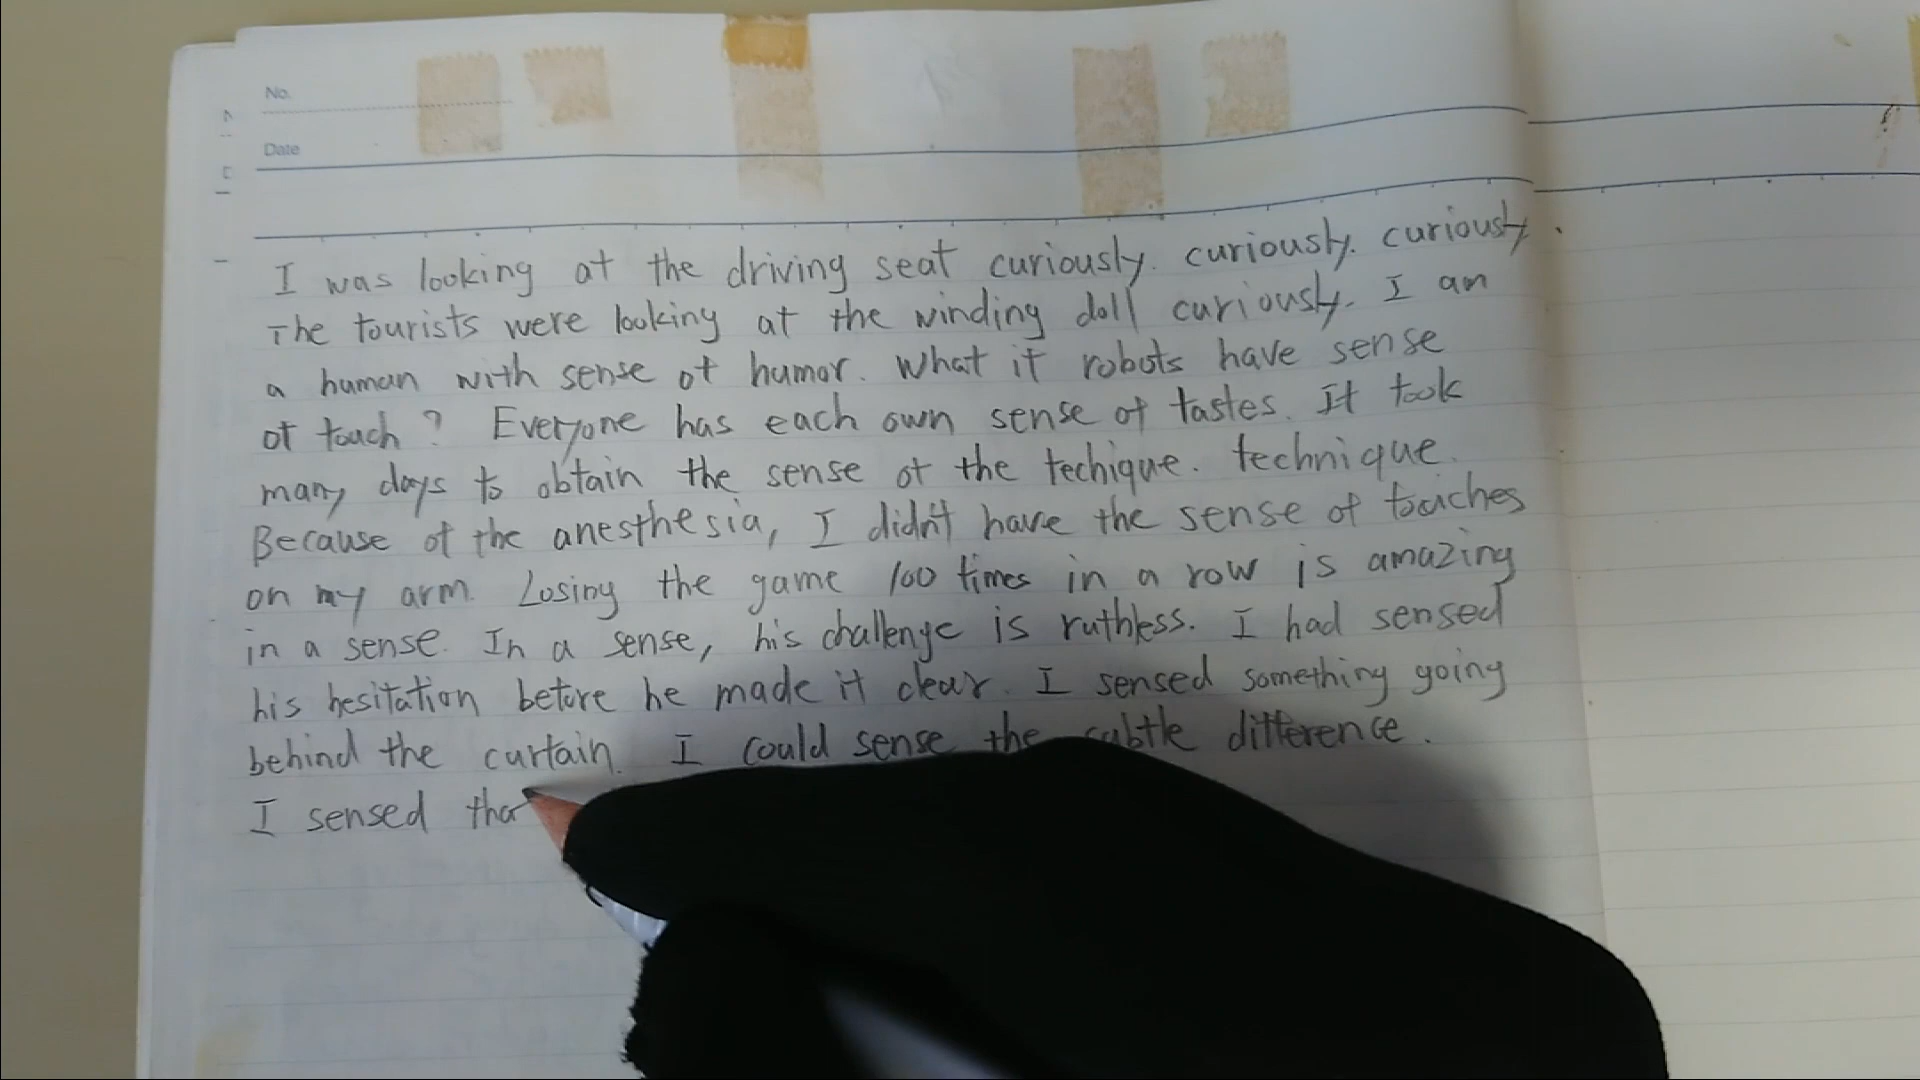 No.
Date
I was looking at the driving seat curiously. curiously. curiously.
The tourists were looking at the winding doll curiously. I am
a human with sense of humor. What if robots have sense
of touch? Everyone has each own sense of tastes. It took
many days to obtain the sense of the techique. technique.
Because of the anesthesia, I didn't have the sense of touches
on my arm. Losing the game 100 times in a row is amazing
in a sense. In a sense, his challenge is ruthless. I had sensed
his hesitation before he made it clear. I sensed something going
behind the curtain. I could sense the subtle difference.
I sensed tha